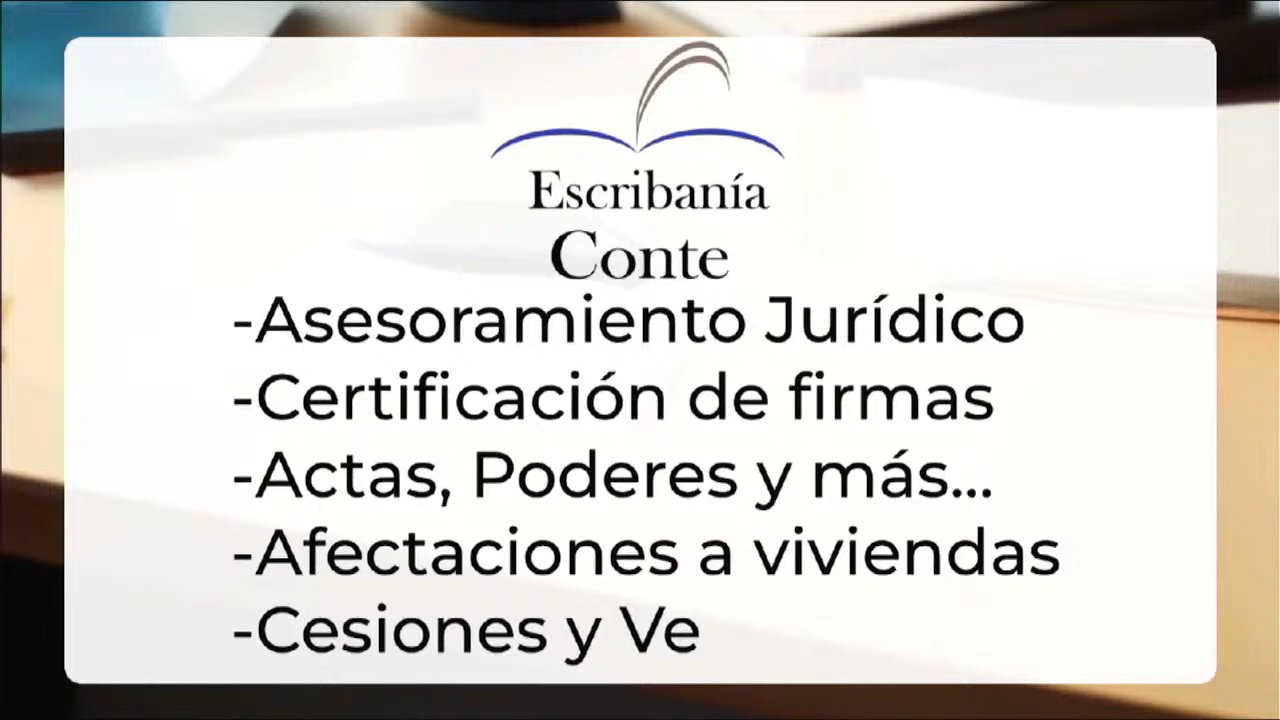 Escribanía
Conte
-Asesoramiento Jurídico
-Certificación de firmas
-Actas, Poderes y más...
-Afectaciones a viviendas
-Cesiones y Ve